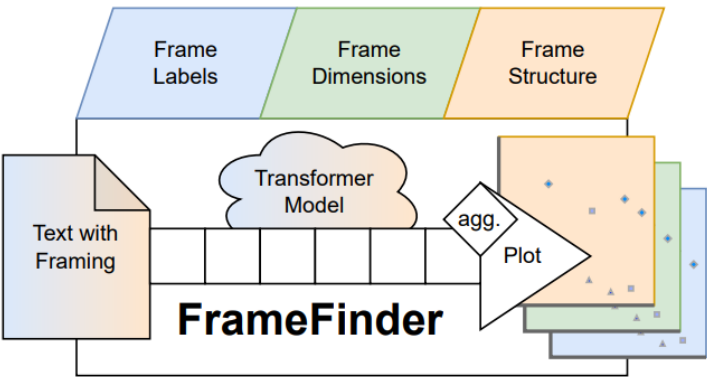 Frame
Labels
Frame
Dimensions
Frame
Structure
Text with
Framing
Transformer
Model
agg.
Plot
FrameFinder